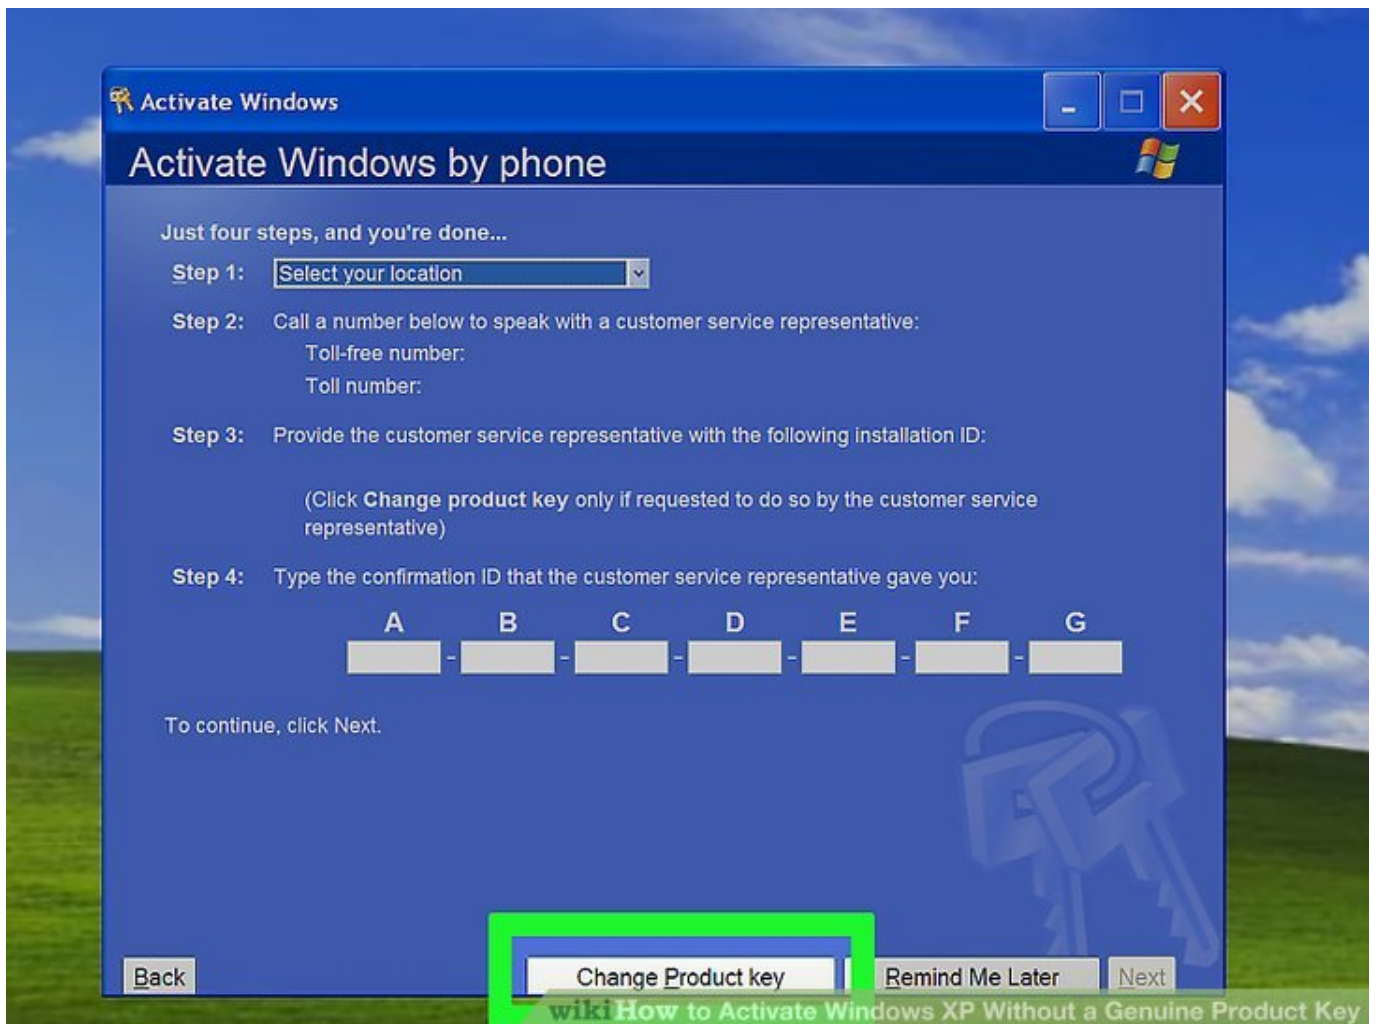 Activate Windows
Activate Windows by phone
Just four steps, and you're done...
Step 1: Select your location
Step 2: Call a number below to speak with a customer service representative:
Toll-free number:
Toll number:
Step 3: Provide the customer service representative with the following installation ID:
(Click Change product key only if requested to do so by the customer service
representative)
Step 4: Type the confirmation ID that the customer service representative gave you:
A B C D E F G
- - - - - -
To continue, click Next.
Back Change Product key Remind Me Later Next
wikiHow to Activate Windows XP Without a Genuine Product Key